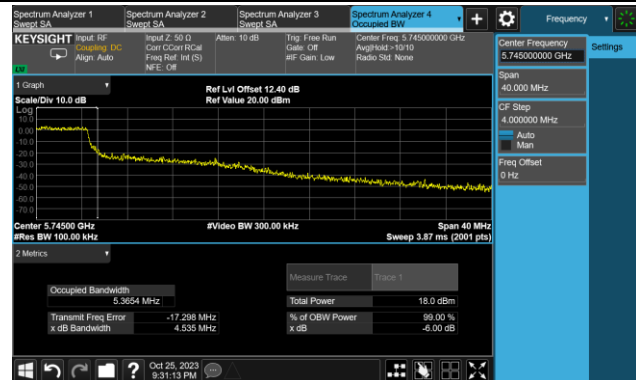 Spectrum Analyzer 1
Swept SA
Spectrum Analyzer 2
Swept SA
Spectrum Analyzer 3
Swept SA
Spectrum Analyzer 4
Occupied BW
Frequency
KEYSIGHT
Input: RF
Coupling: DC
Align: Auto
Input Z: 50 Ω
Corr CCorr RCal
Freq Ref: Int (S)
NFE: Off
Atten: 10 dB
Trig: Free Run
Gate: Off
#IF Gain: Low
Center Freq: 5.745000000 GHz
Avg|Hold:>10/10
Radio Std: None
Center Frequency
5.745000000 GHz
Settings
Span
40.000 MHz
CF Step
4.000000 MHz
Auto
Man
Freq Offset
0 Hz
1 Graph
Scale/Div 10.0 dB
Ref Lvl Offset 12.40 dB
Ref Value 20.00 dBm
Log
10.0
0.00
-10.0
-20.0
-30.0
-40.0
-50.0
-60.0
-70.0
Center 5.74500 GHz
#Res BW 100.00 kHz
#Video BW 300.00 kHz
Span 40 MHz
Sweep 3.87 ms (2001 pts)
2 Metrics
Measure Trace
Trace 1
Occupied Bandwidth
5.3654 MHz
Total Power
18.0 dBm
Transmit Freq Error
-17.298 MHz
% of OBW Power
99.00 %
x dB Bandwidth
4.535 MHz
x dB
-6.00 dB
?
Oct 25, 2023
9:31:13 PM